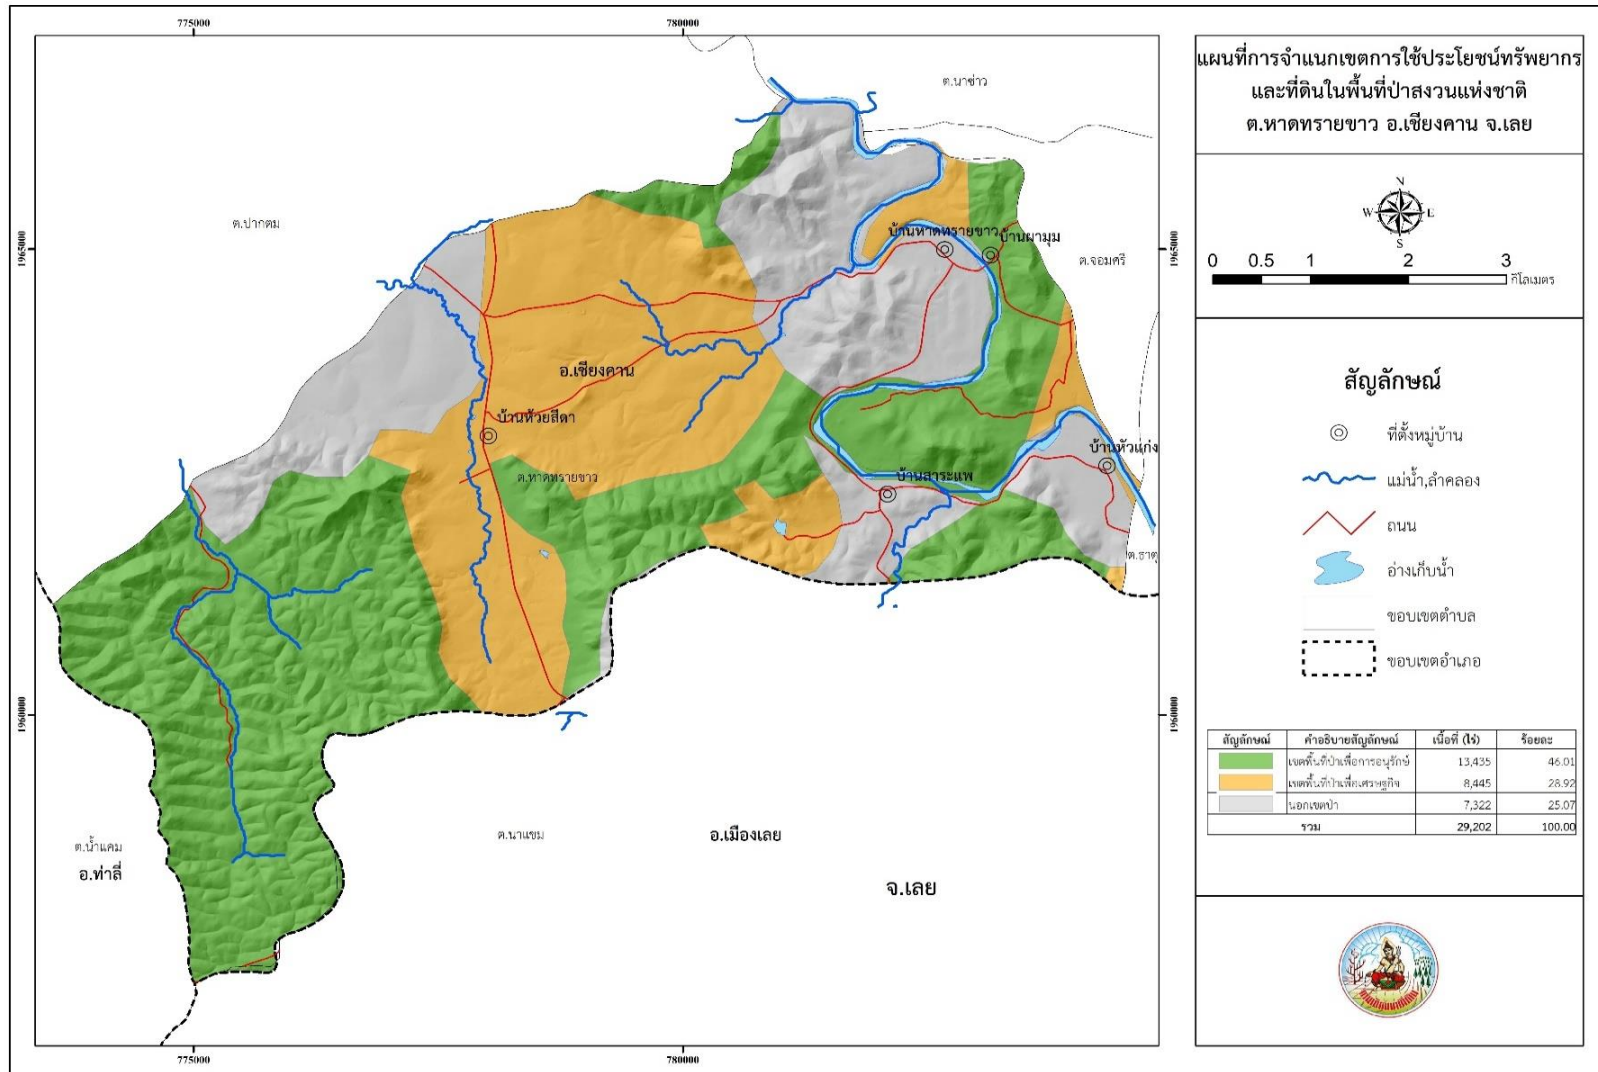 775000
780000
1965000
1965000
1960000
1960000
775000
780000
ต.นาซ่าว
ต.ปากตม
บ้านหาดทรายขาว
บ้านผามุม
ต.จอมศรี
อ.เชียงคาน
บ้านห้วยสีดา
ต.หาดทรายขาว
บ้านสาระแพ
บ้านหัวแก่ง
ต.ธาตุ
ต.น้ำแคม
อ.ท่าลี่
ต.นาแขม
อ.เมืองเลย
จ.เลย
แผนที่การจำแนกเขตการใช้ประโยชน์ทรัพยากร
และที่ดินในพื้นที่ป่าสงวนแห่งชาติ
ต.หาดทรายขาว อ.เชียงคาน จ.เลย
N
W E
S
0 0.5 1 2 3
กิโลเมตร
สัญลักษณ์
ที่ตั้งหมู่บ้าน
แม่น้ำ,ลำคลอง
ถนน
อ่างเก็บน้ำ
ขอบเขตตำบล
ขอบเขตอำเภอ
สัญลักษณ์ คำอธิบายสัญลักษณ์ เนื้อที่ (ไร่) ร้อยละ
เขตพื้นที่ป่าเพื่อการอนุรักษ์ 13,435 46.01
เขตพื้นที่ป่าเพื่อเศรษฐกิจ 8,445 28.92
นอกเขตป่า 7,322 25.07
รวม 29,202 100.00
กรมพัฒนาที่ดิน